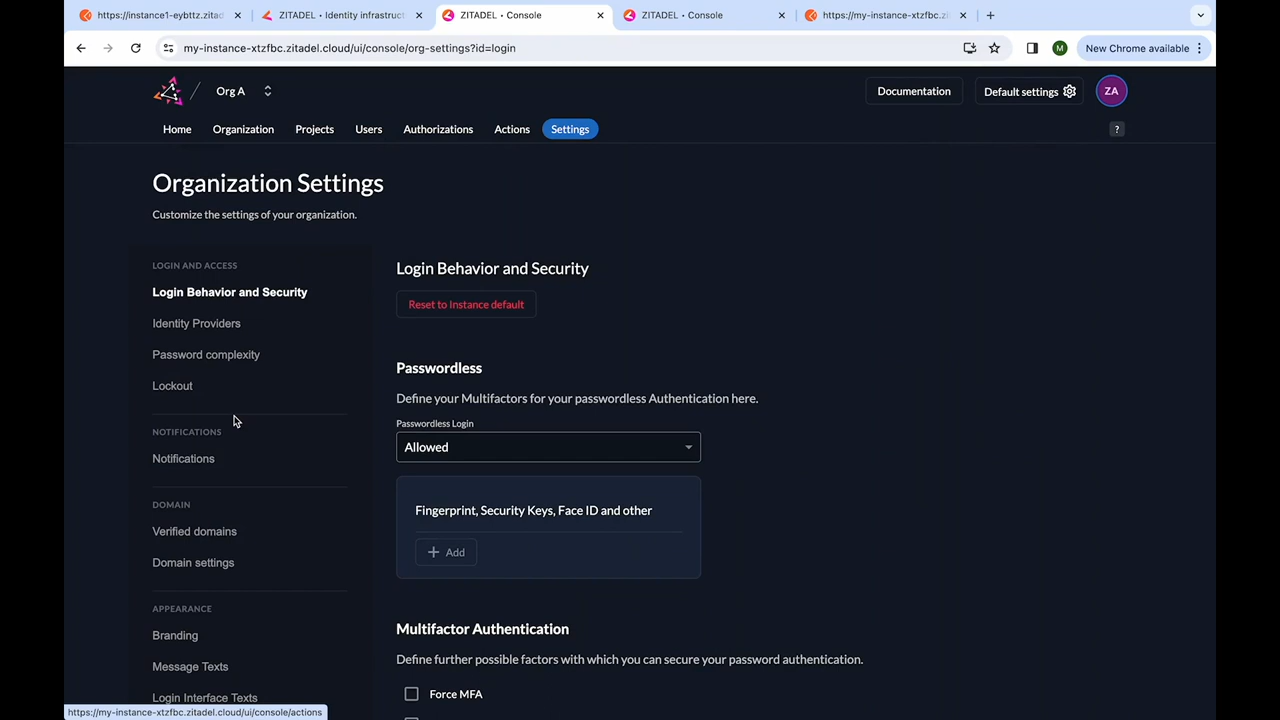 https://instance1-eybttz.zitad
ZITADEL • Identity infrastruct
ZITADEL • Console
ZITADEL • Console
https://my-instance-xtzfbc.zi
my-instance-xtzfbc.zitadel.cloud/ui/console/org-settings?id=login
M
New Chrome available
Org A
Documentation
Default settings
ZA
Home
Organization
Projects
Users
Authorizations
Actions
Settings
?
Organization Settings
Customize the settings of your organization.
LOGIN AND ACCESS
Login Behavior and Security
Identity Providers
Password complexity
Lockout
NOTIFICATIONS
Notifications
DOMAIN
Verified domains
Domain settings
APPEARANCE
Branding
Message Texts
Login Interface Texts
Login Behavior and Security
Reset to Instance default
Passwordless
Define your Multifactors for your passwordless Authentication here.
Passwordless Login
Allowed
Fingerprint, Security Keys, Face ID and other
+ Add
Multifactor Authentication
Define further possible factors with which you can secure your password authentication.
Force MFA
https://my-instance-xtzfbc.zitadel.cloud/ui/console/actions